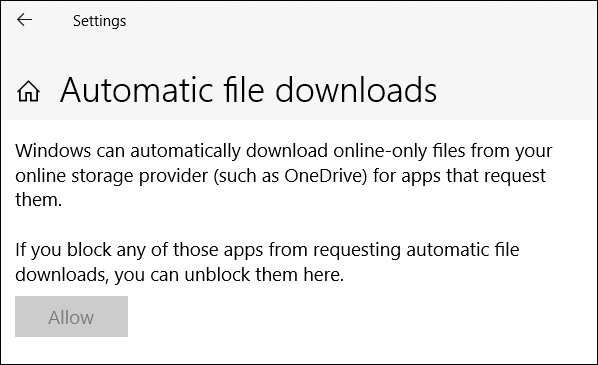 Settings
Automatic file downloads
Windows can automatically download online-only files from your
online storage provider (such as OneDrive) for apps that request
them.
If you block any of those apps from requesting automatic file
downloads, you can unblock them here.
Allow